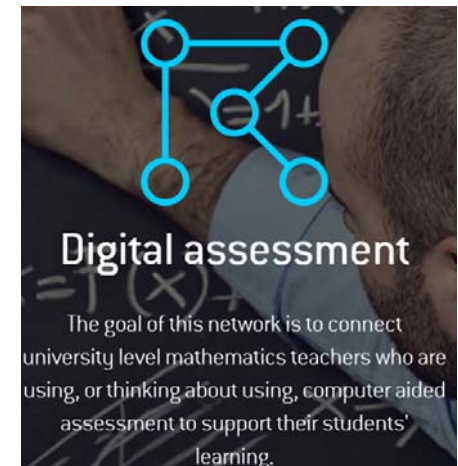 )=1+
Digital assessment
=T(x)+
The goal of this network is to connect
university level mathematics teachers who are
using, or thinking about using, computer aided
assessment to support their students'
learning.